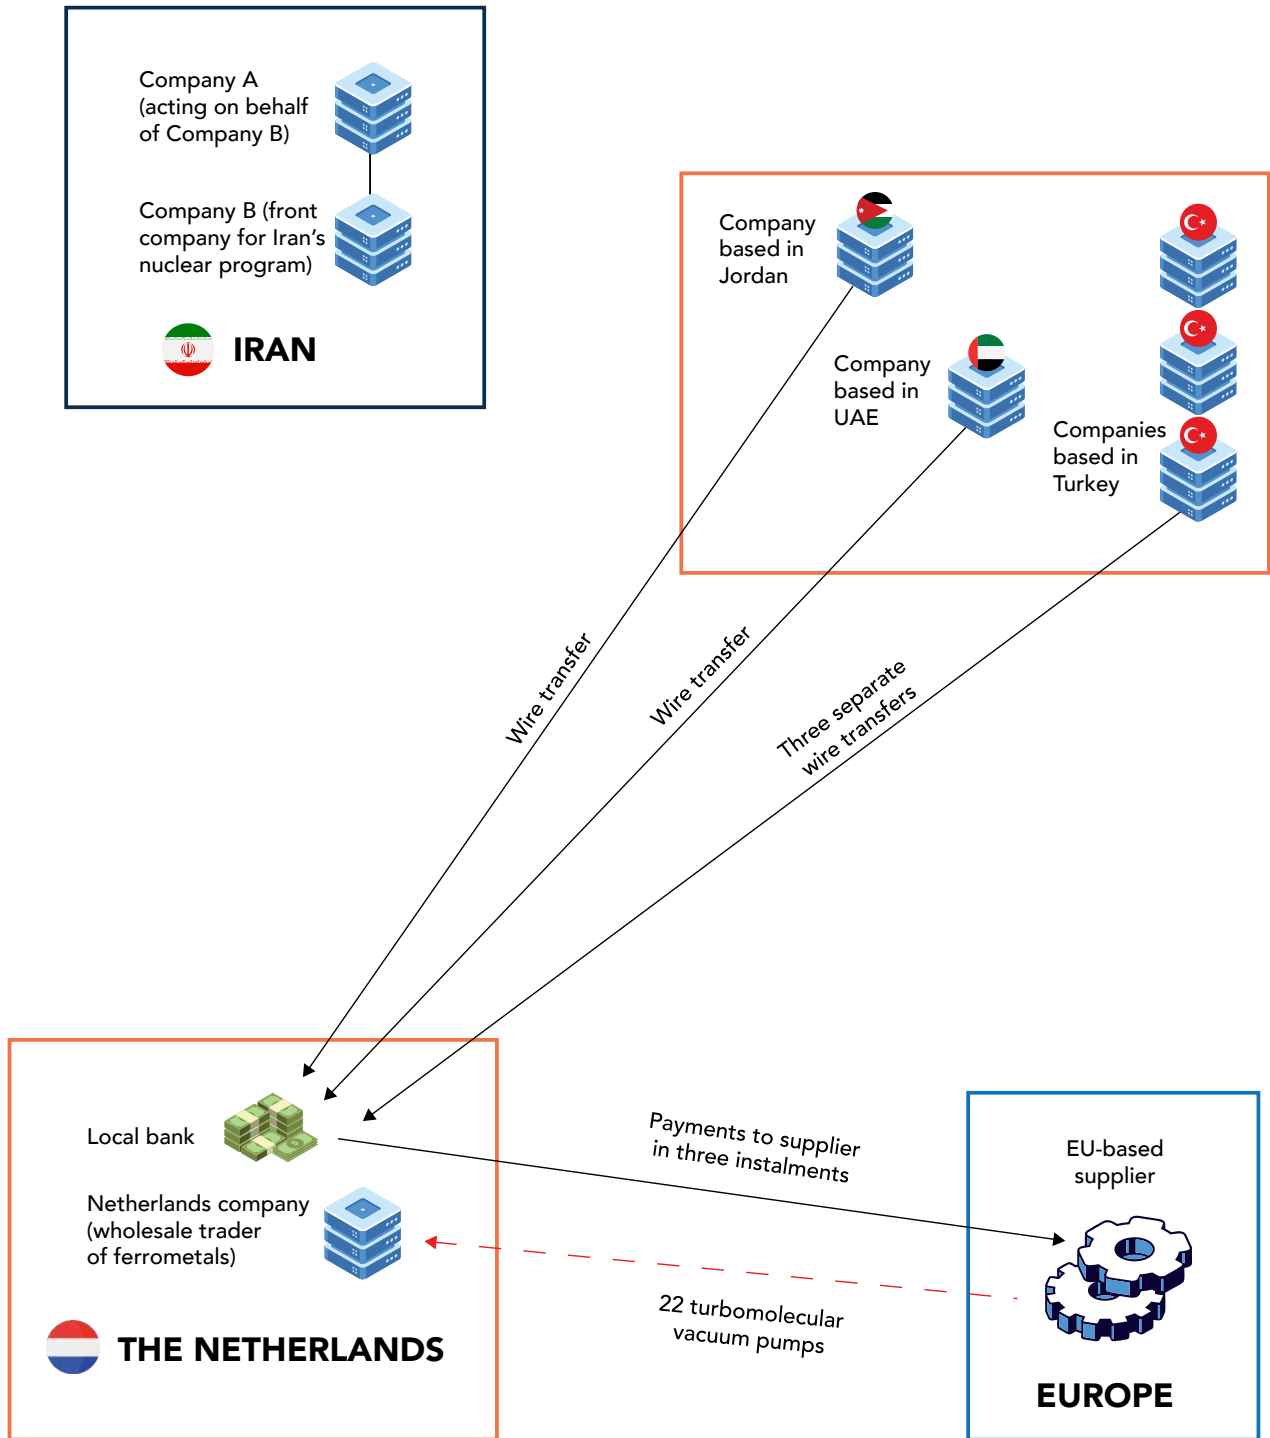 Company A
(acting on behalf
of Company B)
Company B (front
company for Iran's
nuclear program)
IRAN
Company
based in
Jordan
Company
based in
UAE
Companies
based in
Turkey
Wire transfer
Wire transfer
Three separate
wire transfers
Local bank
Netherlands company
(wholesale trader
of ferrometals)
THE NETHERLANDS
Payments to supplier
in three instalments
22 turbomolecular
vacuum pumps
EU-based
supplier
EUROPE